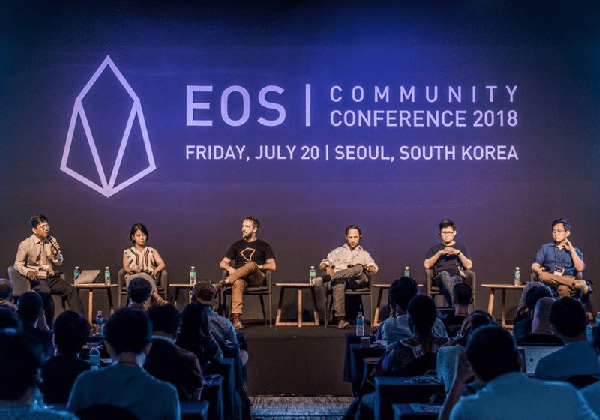 EOS
COMMUNITY
CONFERENCE 2018
FRIDAY, JULY 20 | SEOUL, SOUTH KOREA